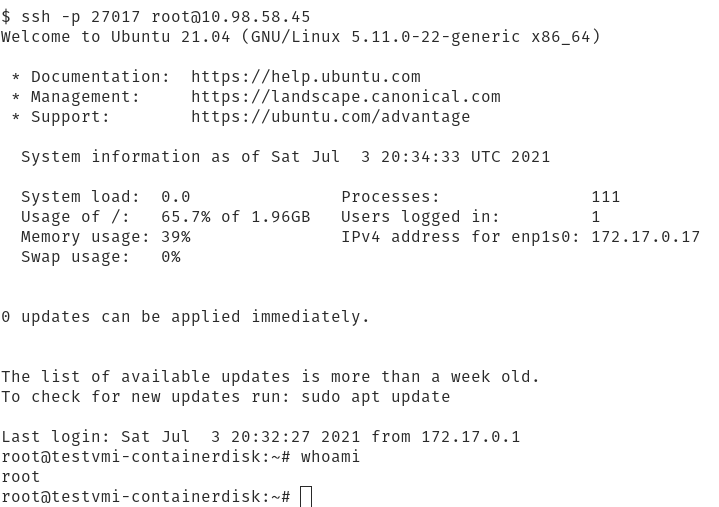 $ ssh -p 27017 root@10.98.58.45
Welcome to Ubuntu 21.04 (GNU/Linux 5.11.0-22-generic x86_64)
* Documentation:  https://help.ubuntu.com
* Management:     https://landscape.canonical.com
* Support:        https://ubuntu.com/advantage
System information as of Sat Jul  3 20:34:33 UTC 2021
System load:  0.0               Processes:               111
Usage of /:   65.7% of 1.96GB   Users logged in:         1
Memory usage: 39%               IPv4 address for enp1s0: 172.17.0.17
Swap usage:   0%
0 updates can be applied immediately.
The list of available updates is more than a week old.
To check for new updates run: sudo apt update
Last login: Sat Jul  3 20:32:27 2021 from 172.17.0.1
root@testvmi-containerdisk:~# whoami
root
root@testvmi-containerdisk:~#